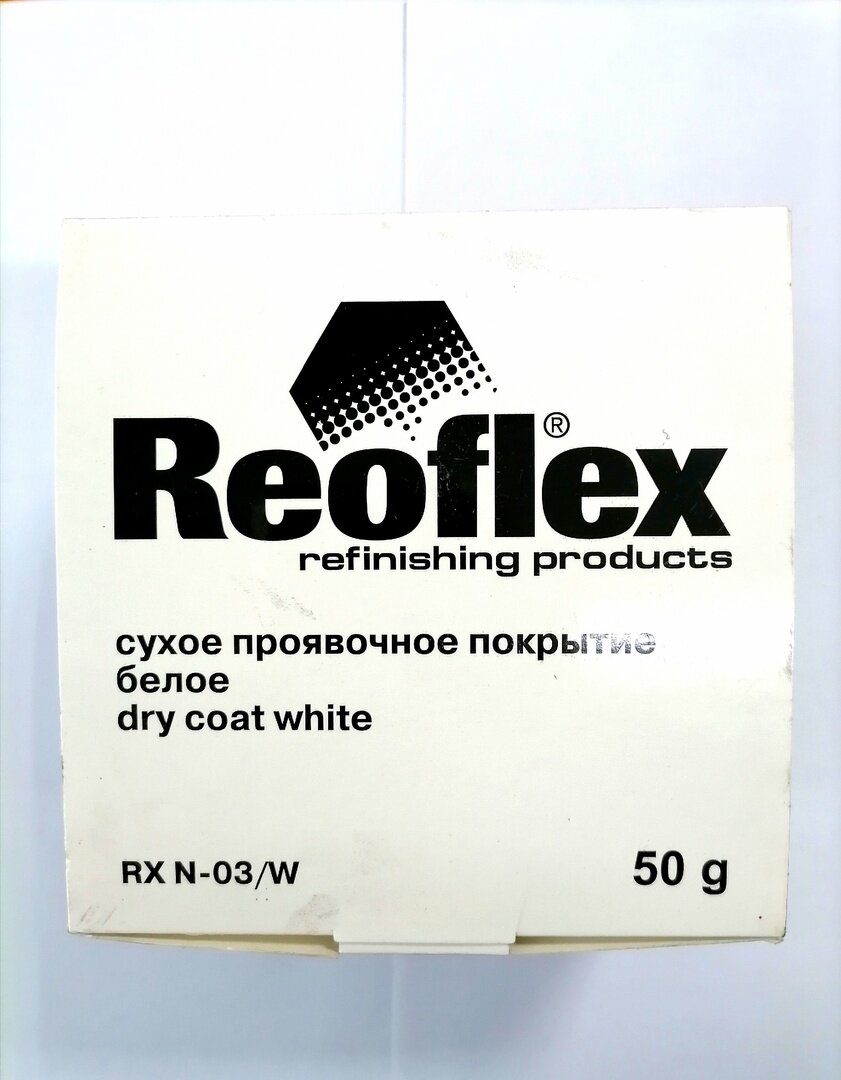 Reoflex®
refinishing products
сухое проявочное покрытие
белое
dry coat white
RX N-03/W
50 g